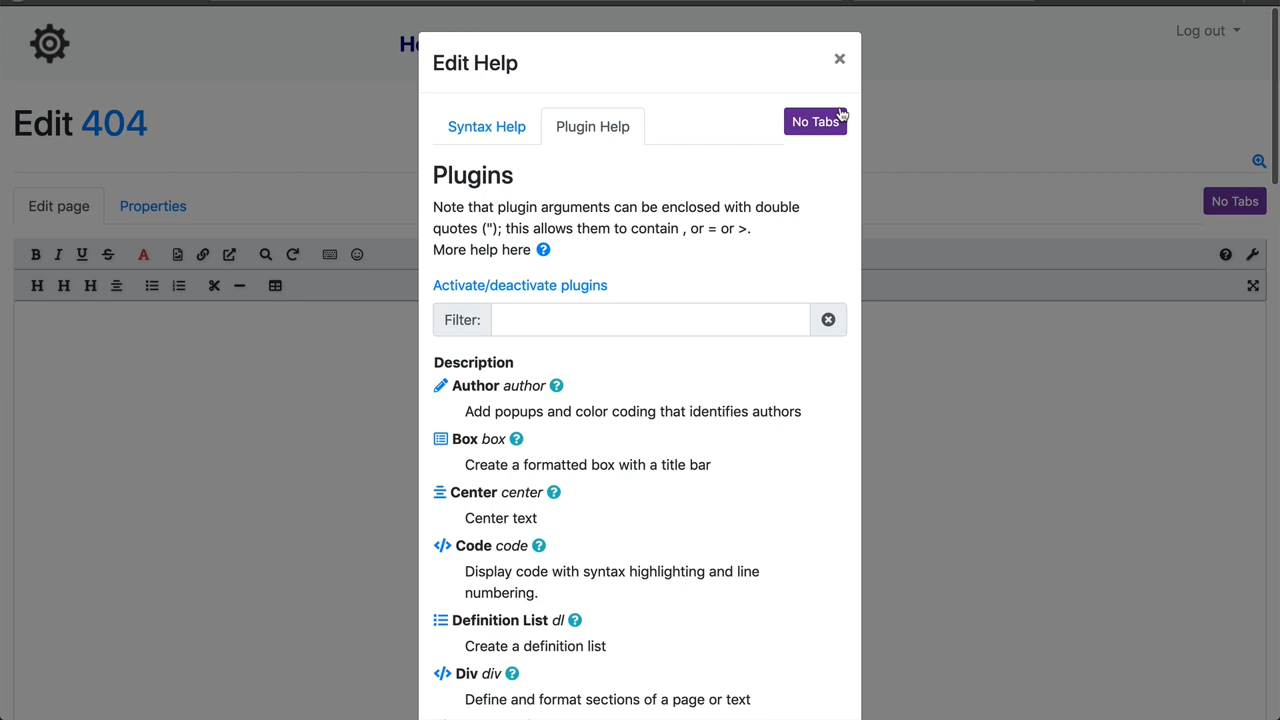 Log out
He
Edit Help
×
Edit 404
Syntax Help
Plugin Help
No Tabs
Plugins
Note that plugin arguments can be enclosed with double
quotes ("); this allows them to contain , or = or >.
More help here
Edit page
Properties
No Tabs
B I U S A
H H H
Activate/deactivate plugins
Filter:
Description
Author author
Add popups and color coding that identifies authors
Box box
Create a formatted box with a title bar
Center center
Center text
Code code
Display code with syntax highlighting and line
numbering.
Definition List dl
Create a definition list
Div div
Define and format sections of a page or text